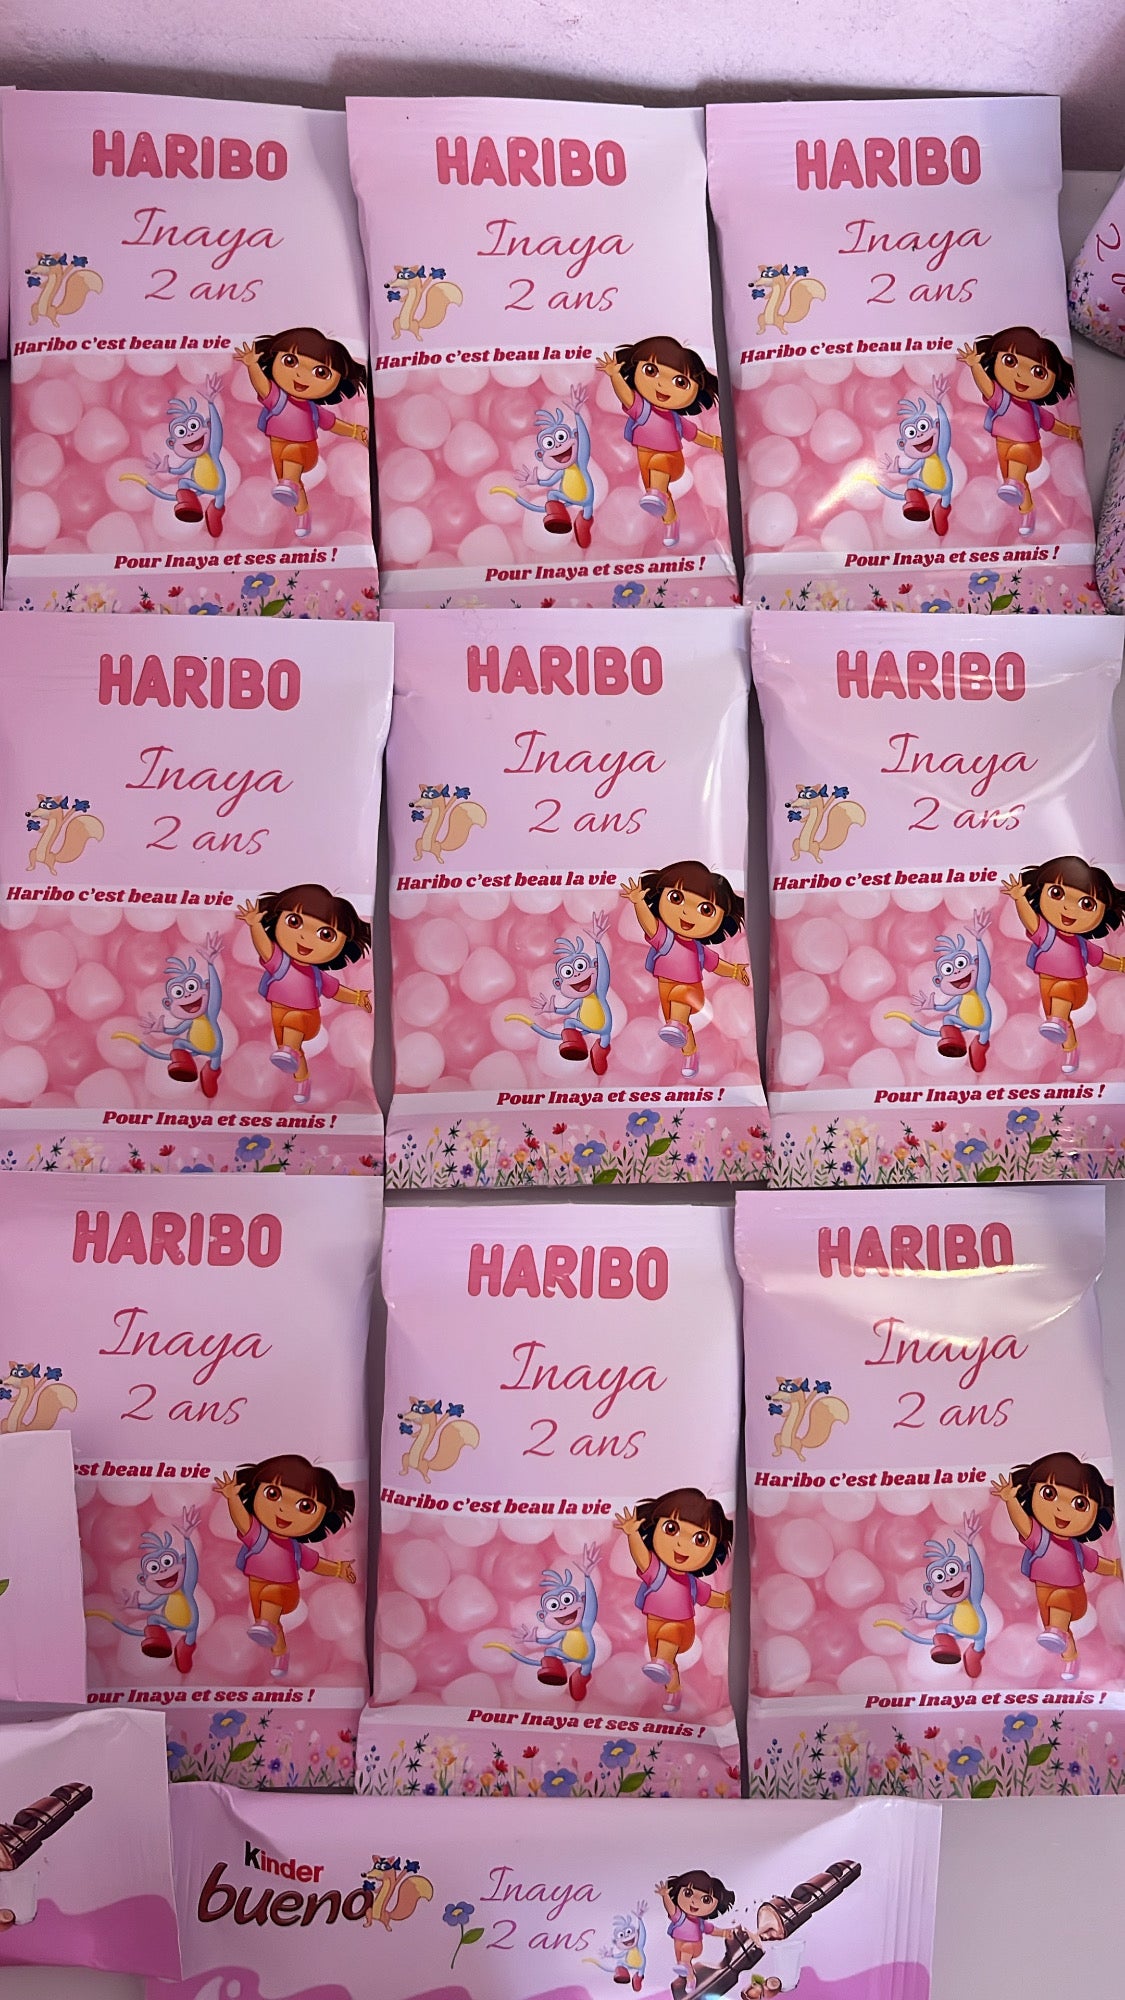 HARIBO
Inaya
2 ans
Haribo c'est beau la vie
Pour Inaya et ses amis !
HARIBO
Inaya
2 ans
Haribo c'est beau la vie
Pour Inaya et ses amis !
HARIBO
Inaya
2 ans
Haribo c'est beau la vie
Pour Inaya et ses amis !
2
HARIBO
Inaya
2 ans
Haribo c'est beau la vie
Pour Inaya et ses amis !
HARIBO
Inaya
2 ans
Haribo c'est beau la vie
Pour Inaya et ses amis !
HARIBO
Inaya
2 ans
Haribo c'est beau la vie
Pour Inaya et ses amis !
HARIBO
Inaya
2 ans
beau la vie
Inaya et ses amis !
HARIBO
Inaya
2 ans
Haribo c'est beau la vie
Pour Inaya et ses amis !
HARIBO
Inaya
2 ans
Haribo c'est beau la vie
Pour Inaya et ses amis !
kinder
bueno
Inaya
2 ans